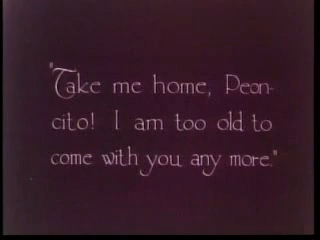 "Take me home, Peon-
cito! I am too old to
come with you any more."